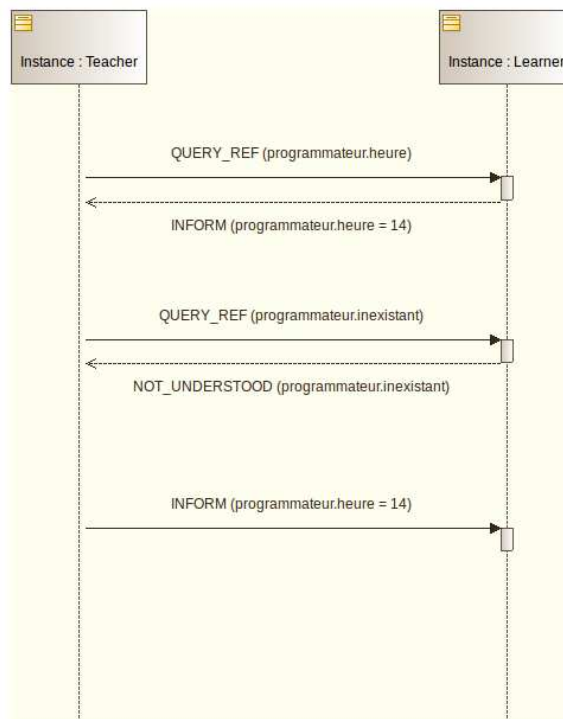 Instance : Teacher
Instance : Learner
QUERY_REF (programmateur.heure)
INFORM (programmateur.heure = 14)
QUERY_REF (programmateur.inexistant)
NOT_UNDERSTOOD (programmateur.inexistant)
INFORM (programmateur.heure = 14)